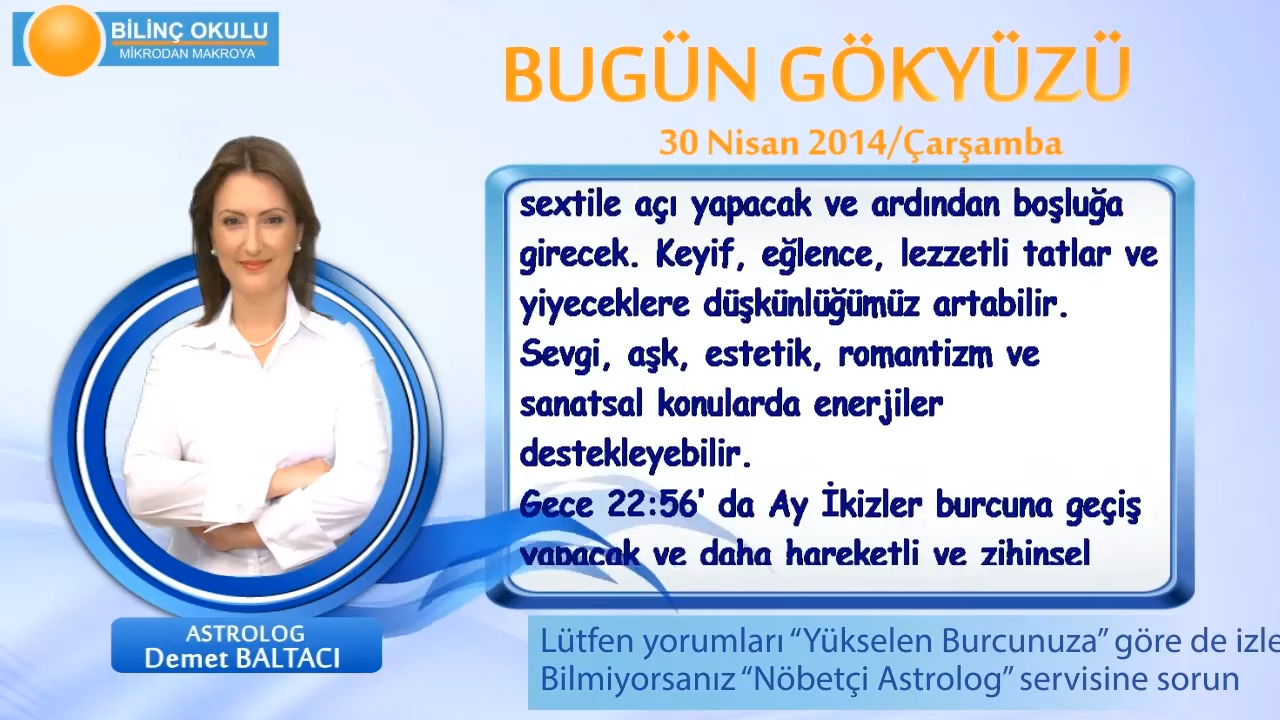 BİLİNÇ OKULU
MİKRODAN MAKROYA
BUGÜN GÖKYÜZÜ
30 Nisan 2014/Çarşamba
sextile açı yapacak ve ardından boşluğa
girecek. Keyif, eğlence, lezzetli tatlar ve
yiyeceklere düşkünlüğümüz artabilir.
Sevgi, aşk, estetik, romantizm ve
sanatsal konularda enerjiler
destekleyebilir.
Gece 22:56' da Ay İkizler burcuna geçiş
yapacak ve daha hareketli ve zihinsel
ASTROLOG
Demet BALTACI
Lütfen yorumları “Yükselen Burcunuza” göre de izle
Bilmiyorsanız “Nöbetçi Astrolog” servisine sorun